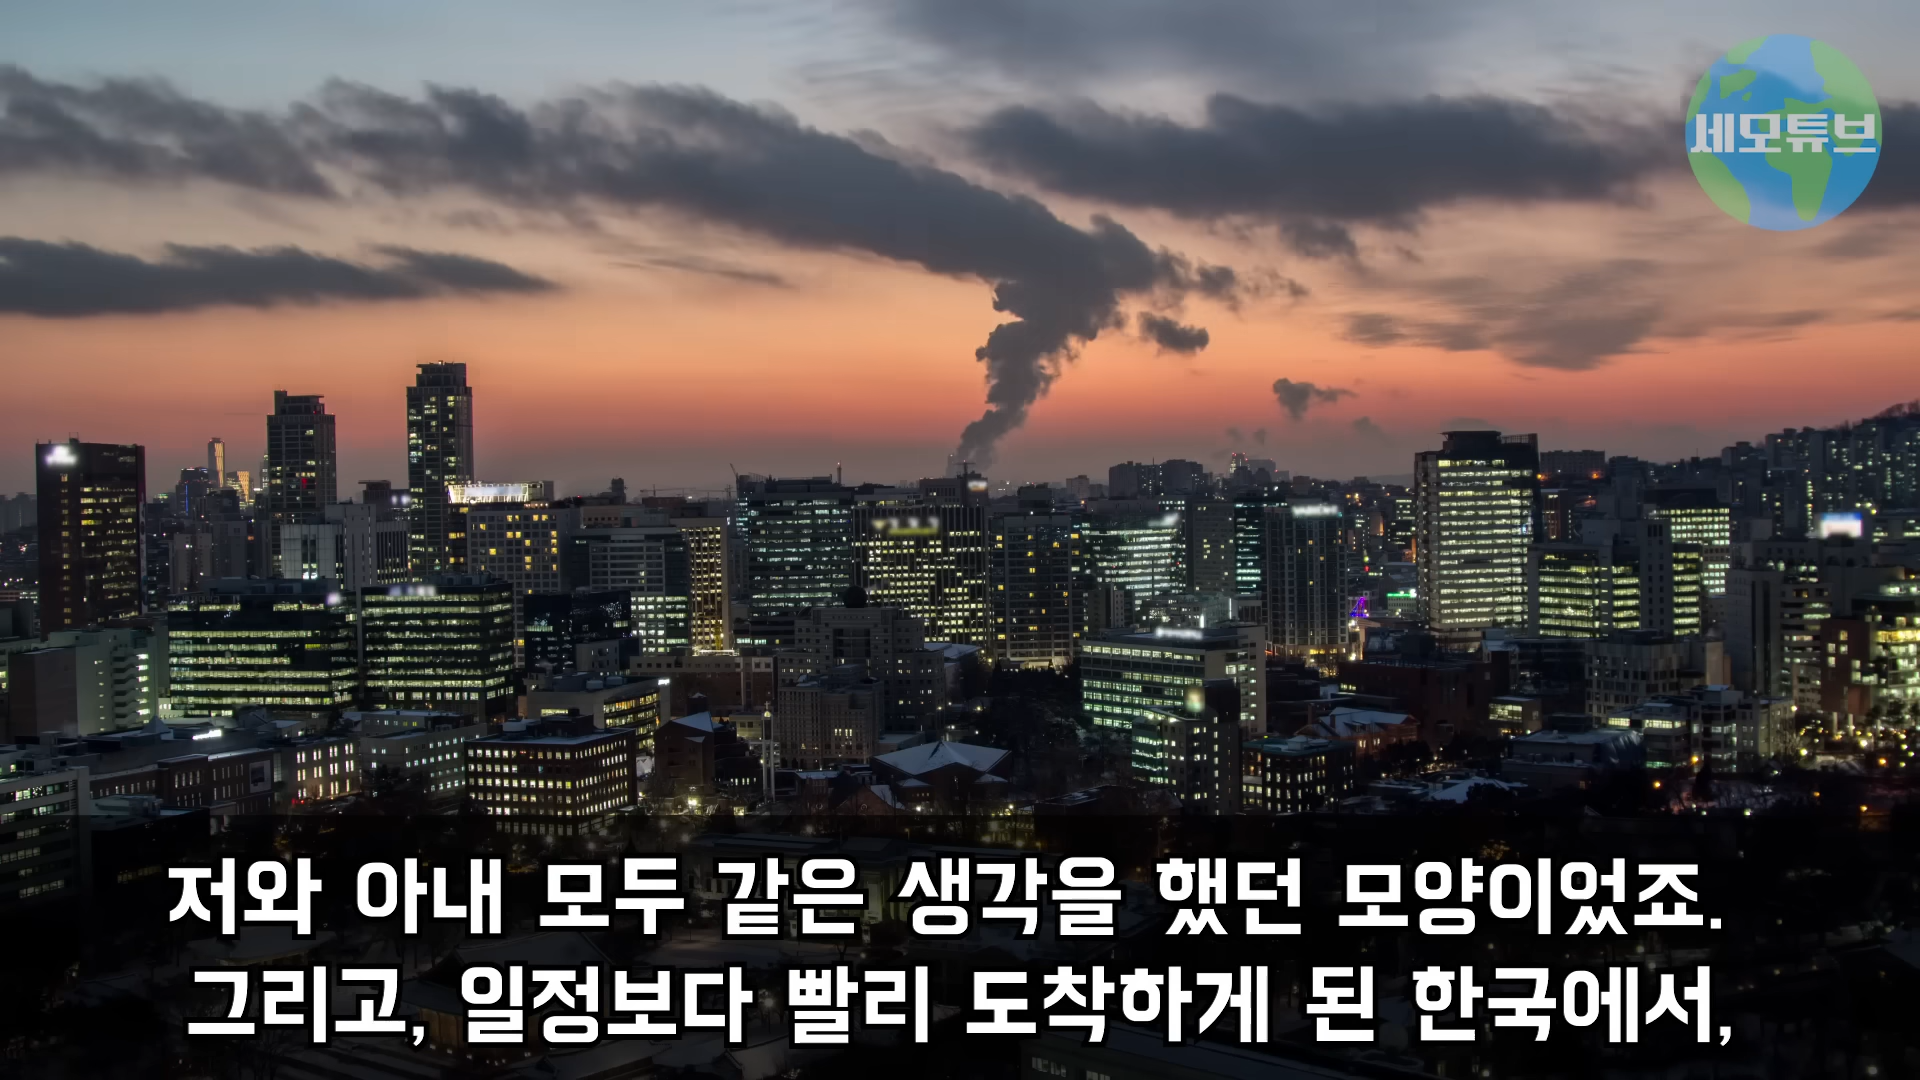 세모튜브
저와 아내 모두 같은 생각을 했던 모양이었죠.
그리고, 일정보다 빨리 도착하게 된 한국에서,